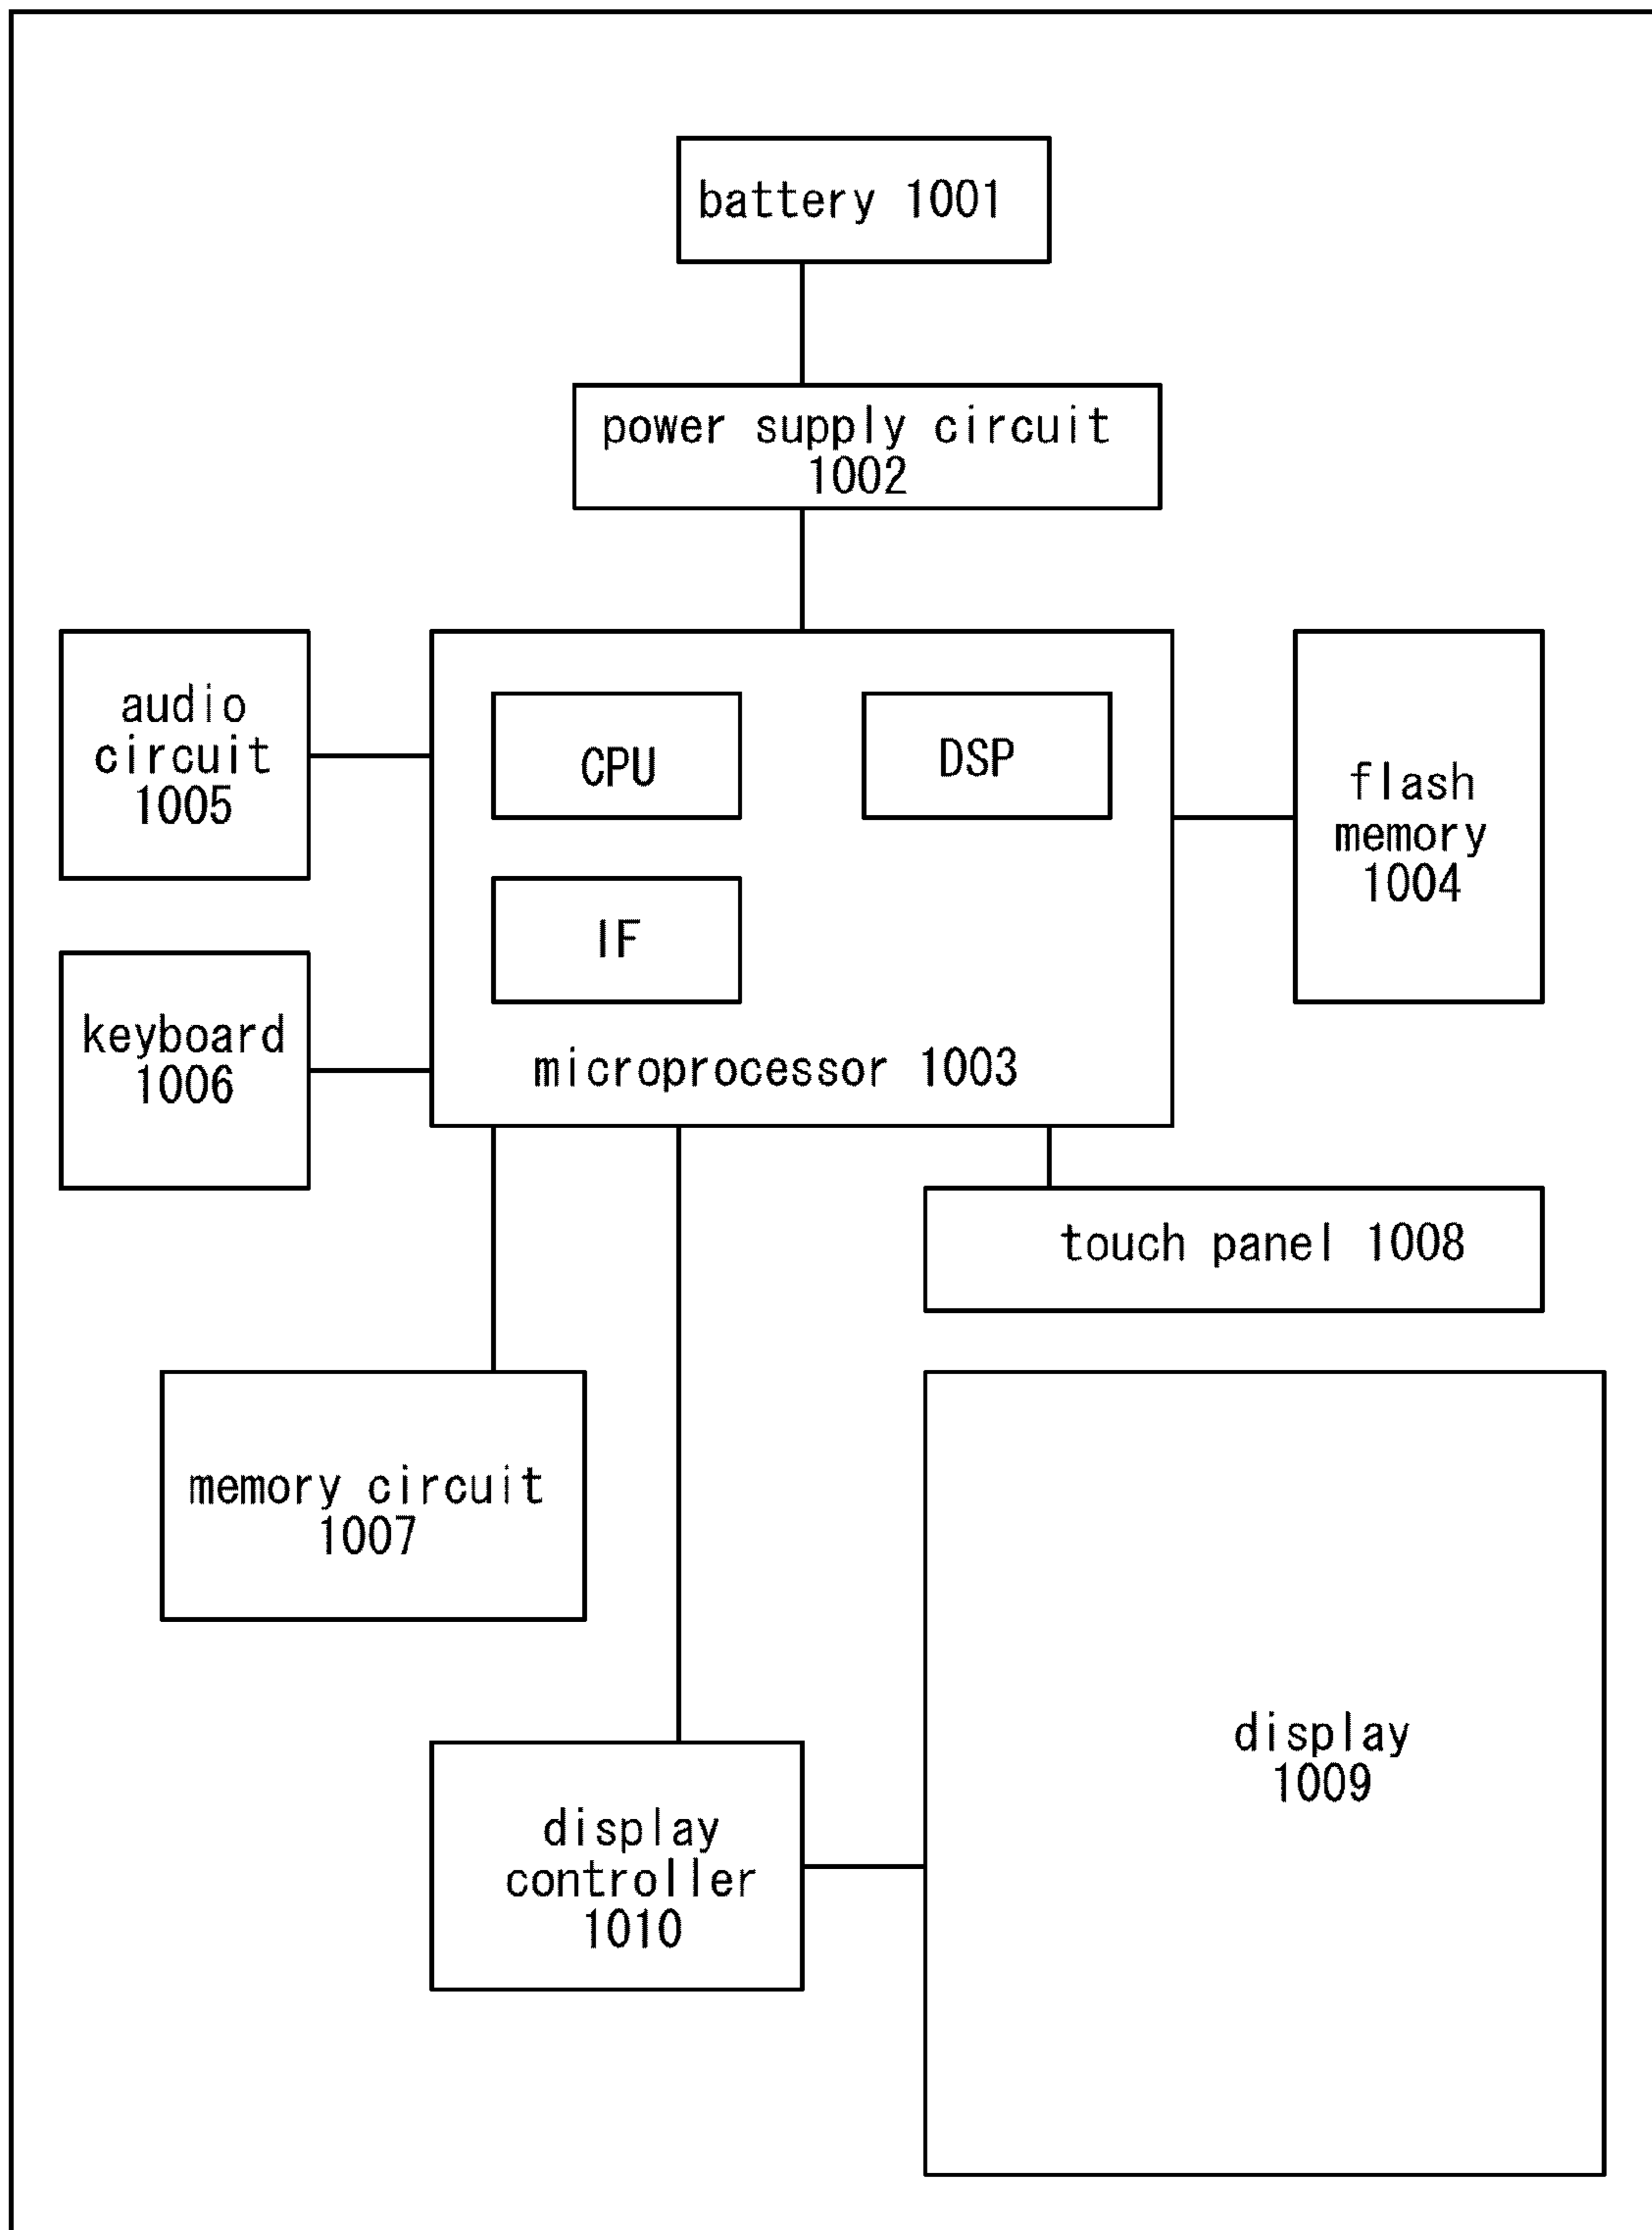 battery 1001
power supply circuit
1002
audio
circuit
1005
CPU
DSP
flash
memory
1004
IF
keyboard
1006
microprocessor 1003
touch panel 1008
memory circuit
1007
display
1009
display
controller
1010